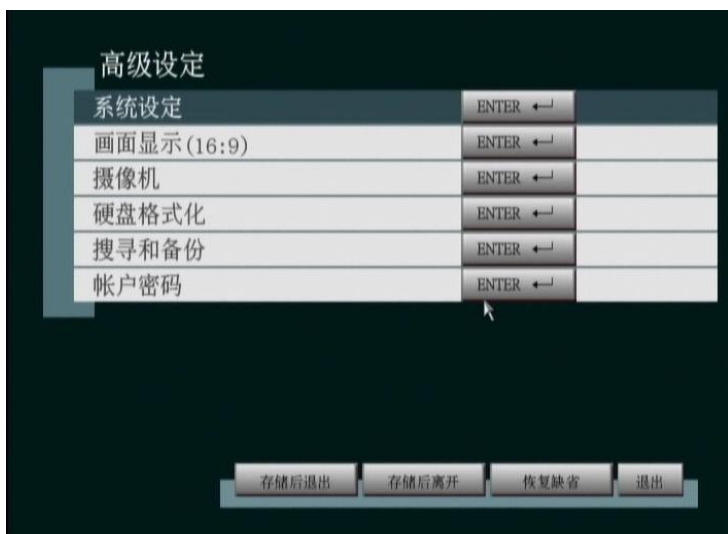 高级设定
系统设定 ENTER ↵
画面显示(16:9) ENTER ↵
摄像机 ENTER ↵
硬盘格式化 ENTER ↵
搜寻和备份 ENTER ↵
帐户密码 ENTER ↵
存储后退出 存储后离开 恢复缺省 退出